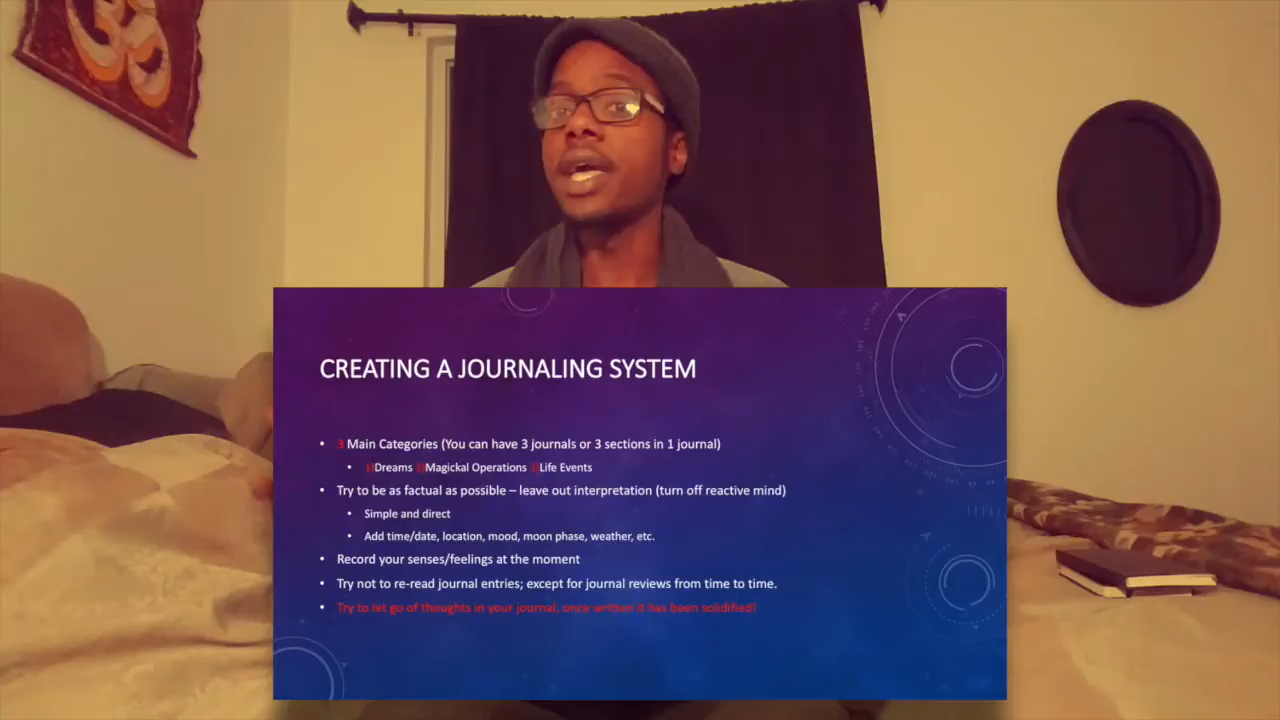 CREATING A JOURNALING SYSTEM
• 3 Main Categories (You can have 3 journals or 3 sections in 1 journal)
• 1)Dreams 2)Magickal Operations 3)Life Events
• Try to be as factual as possible – leave out interpretation (turn off reactive mind)
• Simple and direct
• Add time/date, location, mood, moon phase, weather, etc.
• Record your senses/feelings at the moment
• Try not to re-read journal entries; except for journal reviews from time to time.
• Try to let go of thoughts in your journal, once written it has been solidified!